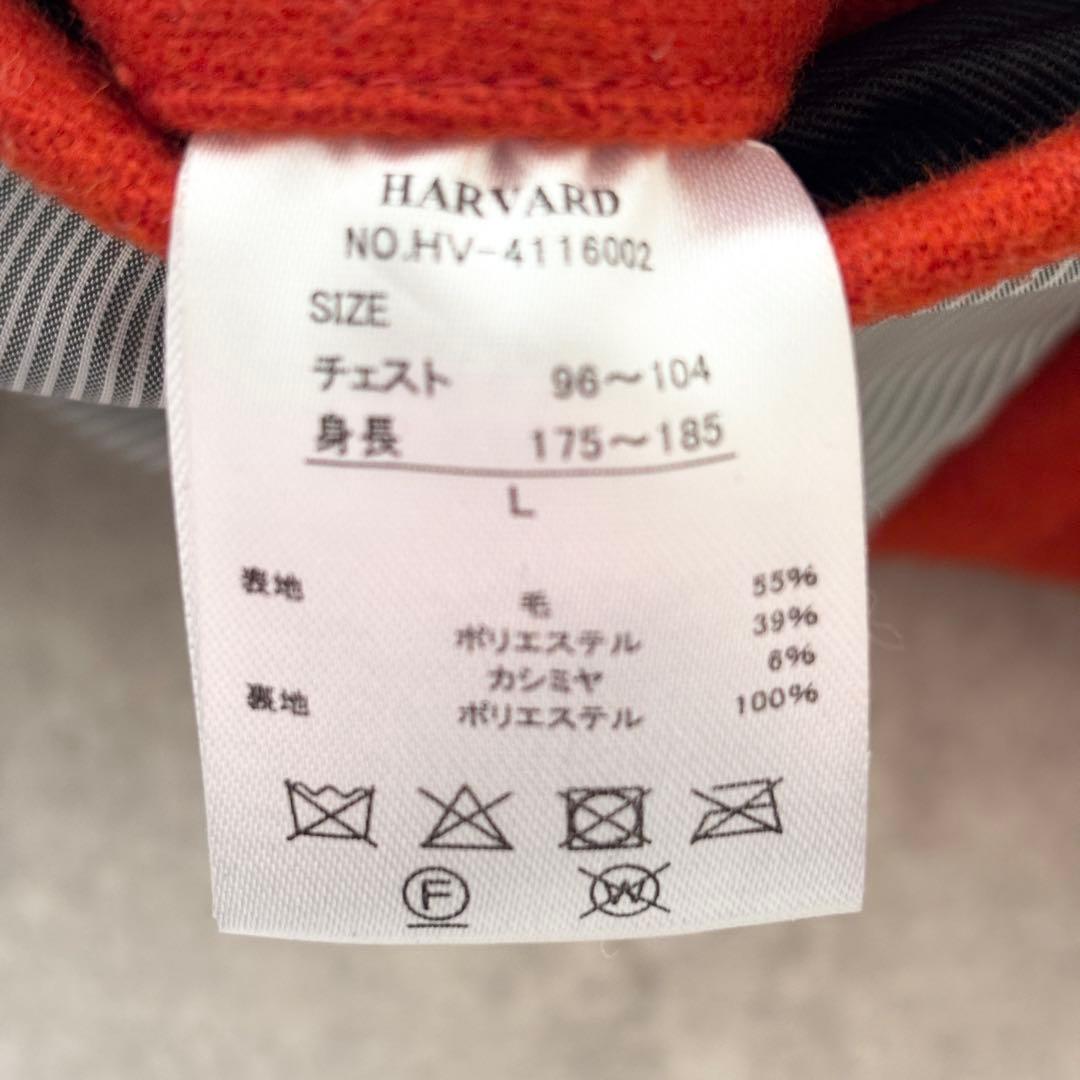 HARVARD
NO.HV-4116002
SIZE
チェスト 96～104
身長 175～185
L
表地 毛 55%
ポリエステル 39%
カシミヤ 6%
裏地 ポリエステル 100%
F
W